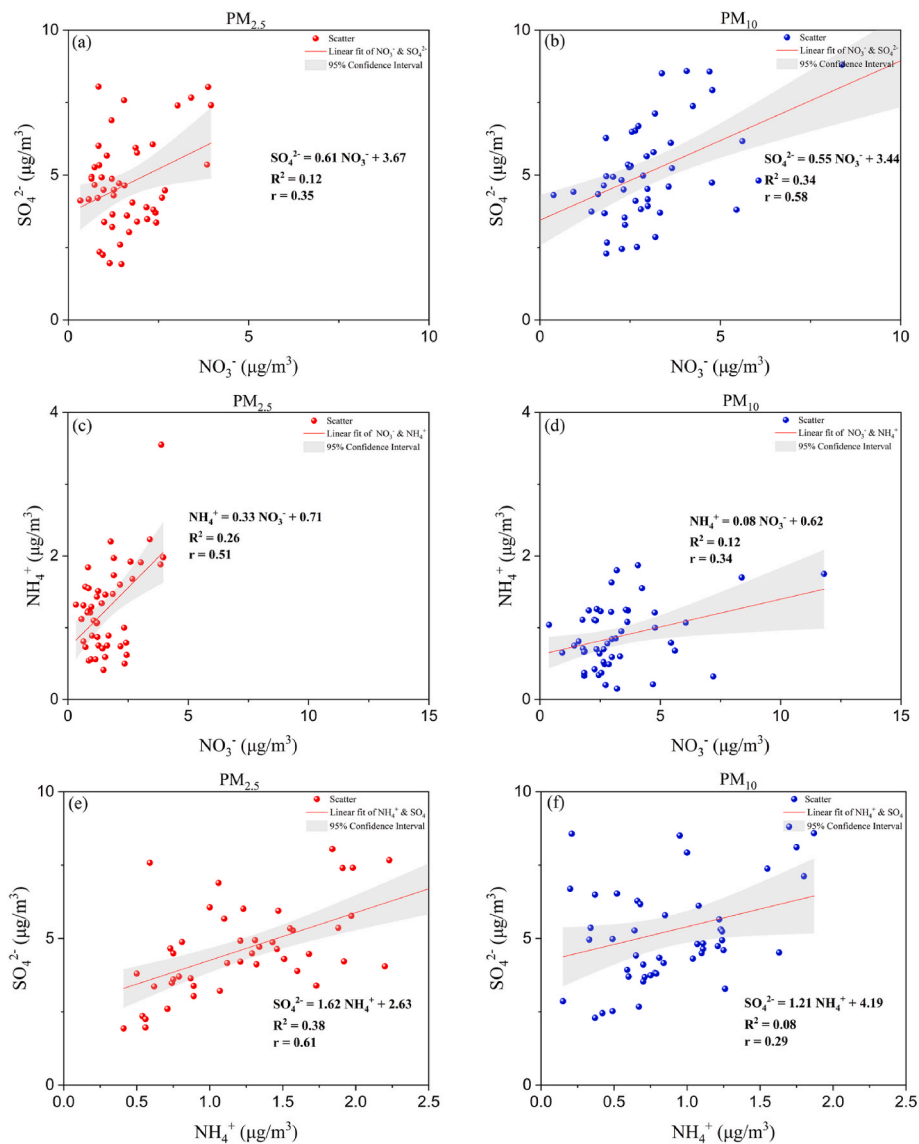 PM2.5
(a)
Scatter
Linear fit of NO3- & SO42-
95% Confidence Interval
SO42- = 0.61 NO3- + 3.67
R2 = 0.12
r = 0.35
SO42- (μg/m3)
10
5
0
0
5
10
NO3- (μg/m3)
PM10
(b)
Scatter
Linear fit of NO3- & SO42-
95% Confidence Interval
SO42- = 0.55 NO3- + 3.44
R2 = 0.34
r = 0.58
SO42- (μg/m3)
10
5
0
0
5
10
NO3- (μg/m3)
PM2.5
(c)
Scatter
Linear fit of NO3- & NH4+
95% Confidence Interval
NH4+ = 0.33 NO3- + 0.71
R2 = 0.26
r = 0.51
NH4+ (μg/m3)
4
2
0
0
5
10
15
NO3- (μg/m3)
PM10
(d)
Scatter
Linear fit of NO3- & NH4+
95% Confidence Interval
NH4+ = 0.08 NO3- + 0.62
R2 = 0.12
r = 0.34
NH4+ (μg/m3)
4
2
0
0
5
10
15
NO3- (μg/m3)
PM2.5
(e)
Scatter
Linear fit of NH4+ & SO4
95% Confidence Interval
SO42- = 1.62 NH4+ + 2.63
R2 = 0.38
r = 0.61
SO42- (μg/m3)
10
5
0
0.0
0.5
1.0
1.5
2.0
2.5
NH4+ (μg/m3)
PM10
(f)
Scatter
Linear fit of NH4+ & SO4
95% Confidence Interval
SO42- = 1.21 NH4+ + 4.19
R2 = 0.08
r = 0.29
SO42- (μg/m3)
10
5
0
0.0
0.5
1.0
1.5
2.0
2.5
NH4+ (μg/m3)